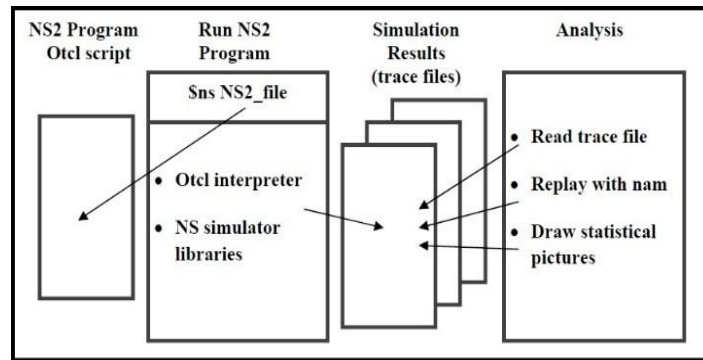 NS2 Program
Otcl script
Run NS2
Program
$ns NS2_file
• Otcl interpreter
• NS simulator
libraries
Simulation
Results
(trace files)
Analysis
• Read trace file
• Replay with nam
• Draw statistical
pictures